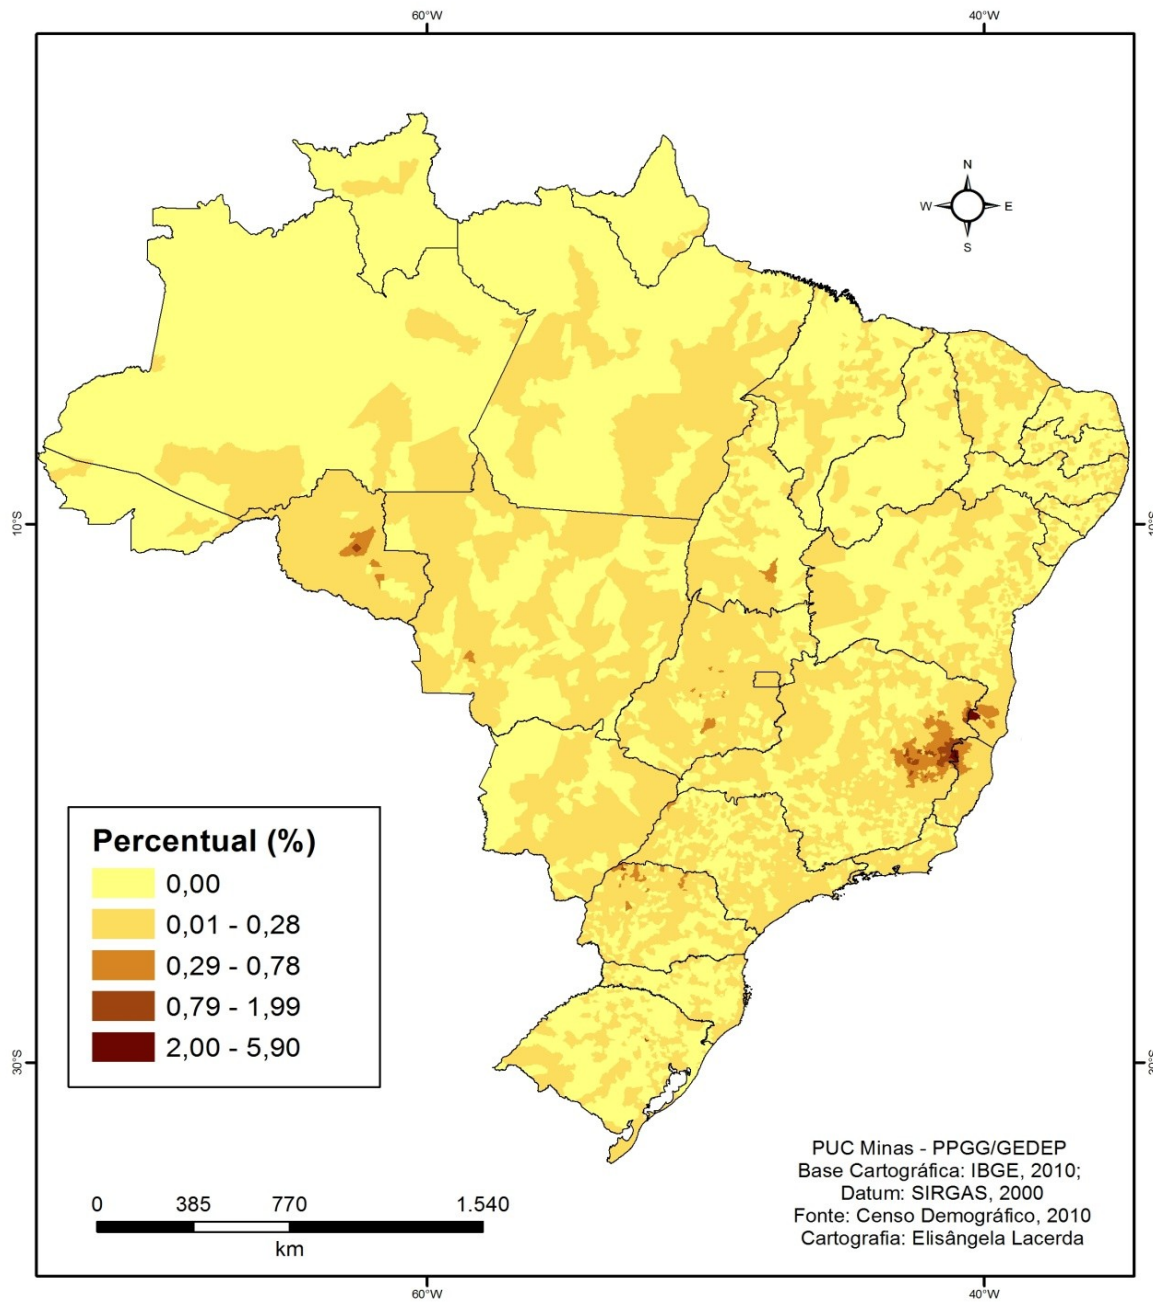 60°W 40°W
N
W E
S
10°S 10°S
Percentual (%)
0,00
0,01 - 0,28
0,29 - 0,78
0,79 - 1,99
2,00 - 5,90
30°S 30°S
PUC Minas - PPGG/GEDEP
Base Cartográfica: IBGE, 2010;
Datum: SIRGAS, 2000
Fonte: Censo Demográfico, 2010
Cartografia: Elisângela Lacerda
0 385 770 1.540
km
60°W 40°W